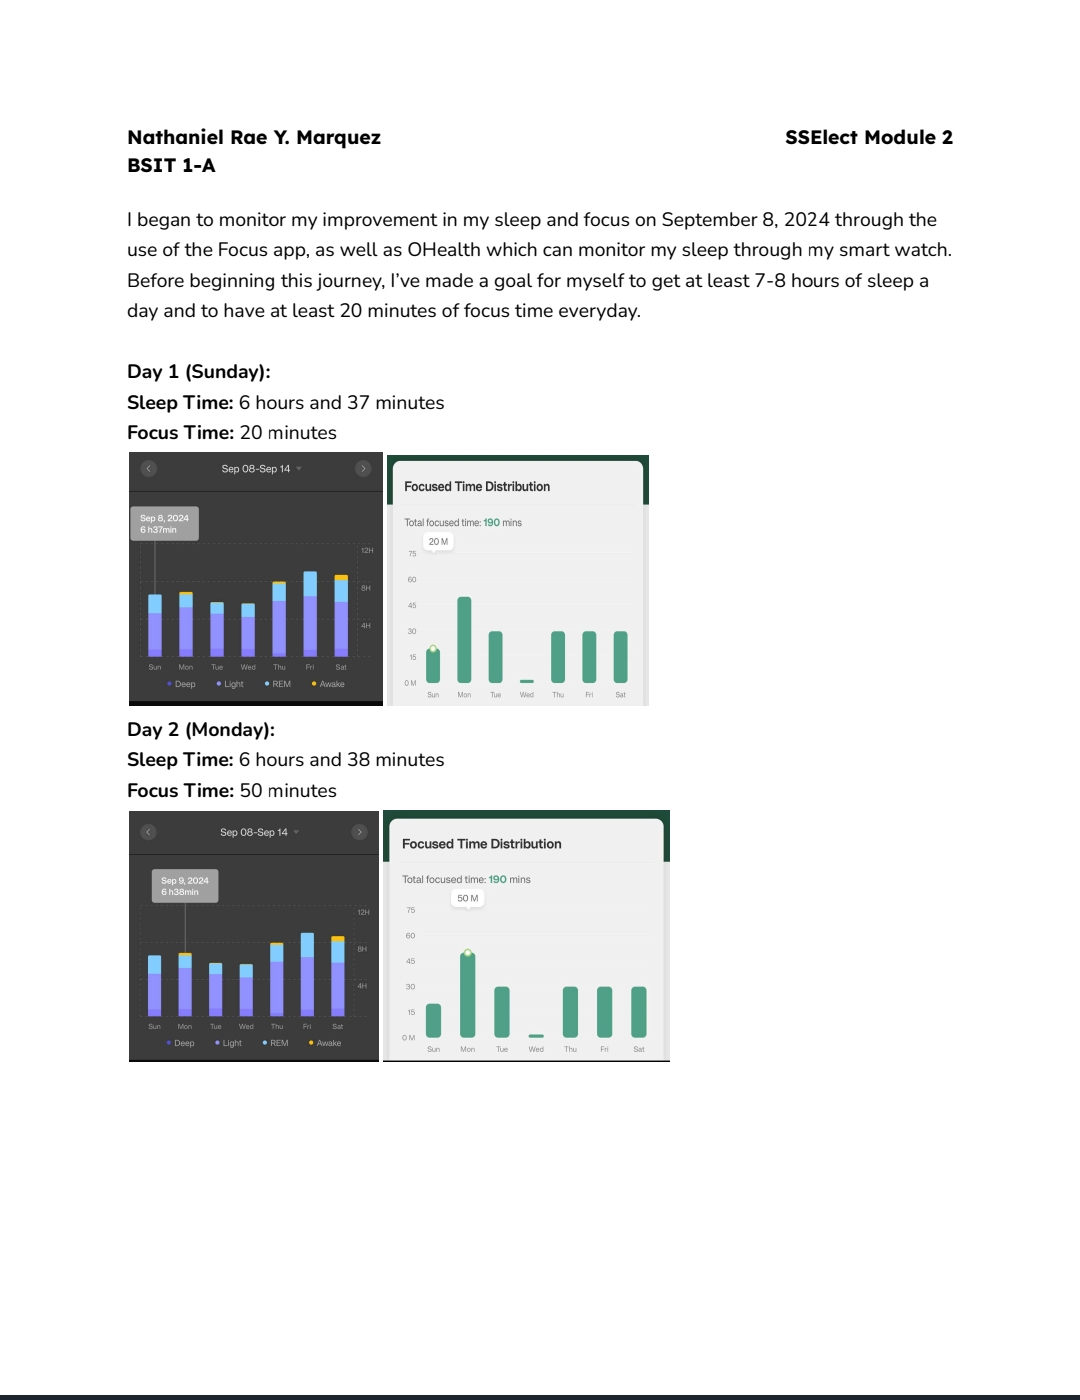 Nathaniel Rae Y. Marquez SSElect Module 2
BSIT 1-A
I began to monitor my improvement in my sleep and focus on September 8, 2024 through the
use of the Focus app, as well as OHealth which can monitor my sleep through my smart watch.
Before beginning this journey, I’ve made a goal for myself to get at least 7-8 hours of sleep a
day and to have at least 20 minutes of focus time everyday.
Day 1 (Sunday):
Sleep Time: 6 hours and 37 minutes
Focus Time: 20 minutes
Sep 08-Sep 14
Sep 8, 2024
6 h37min
12H
8H
4H
Sun Mon Tue Wed Thu Fri Sat
Deep Light REM Awake
Focused Time Distribution
Total focused time: 190 mins
20 M
75
60
45
30
15
0 M
Sun Mon Tue Wed Thu Fri Sat
Day 2 (Monday):
Sleep Time: 6 hours and 38 minutes
Focus Time: 50 minutes
Sep 08-Sep 14
Sep 9, 2024
6 h38min
12H
8H
4H
Sun Mon Tue Wed Thu Fri Sat
Deep Light REM Awake
Focused Time Distribution
Total focused time: 190 mins
50 M
75
60
45
30
15
0 M
Sun Mon Tue Wed Thu Fri Sat